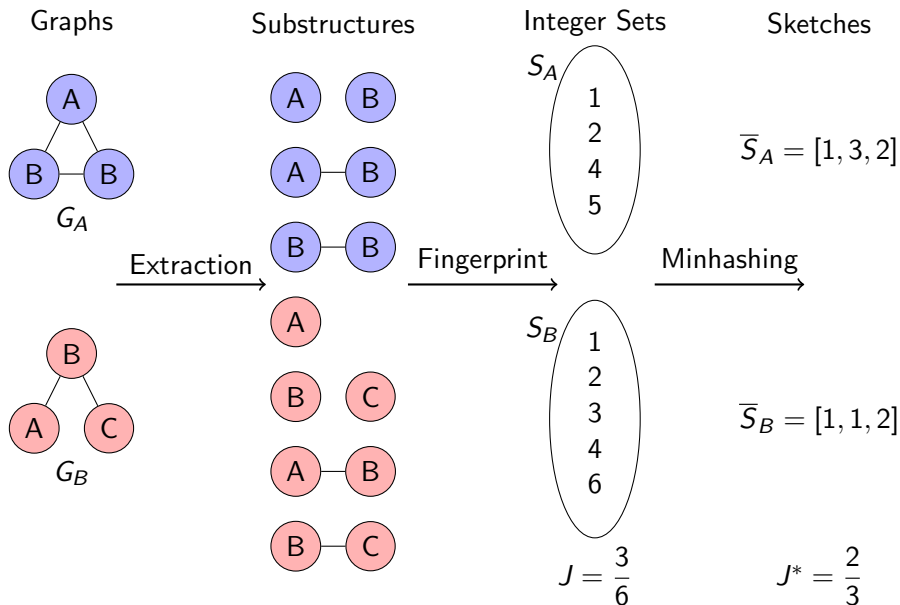 Graphs Substructures Integer Sets Sketches
A
B B
G_A
A B
A B
B B
S_A
1
2
4
5
S̅_A = [1, 3, 2]
Extraction Fingerprint Minhashing
B
A C
G_B
A
B C
A B
B C
S_B
1
2
3
4
6
S̅_B = [1, 1, 2]
J = 3/6 J* = 2/3